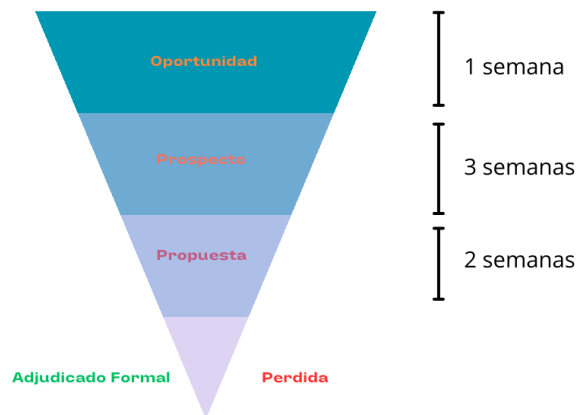 Oportunidad
1 semana
Prospecto
3 semanas
Propuesta
2 semanas
Adjudicado Formal
Perdida